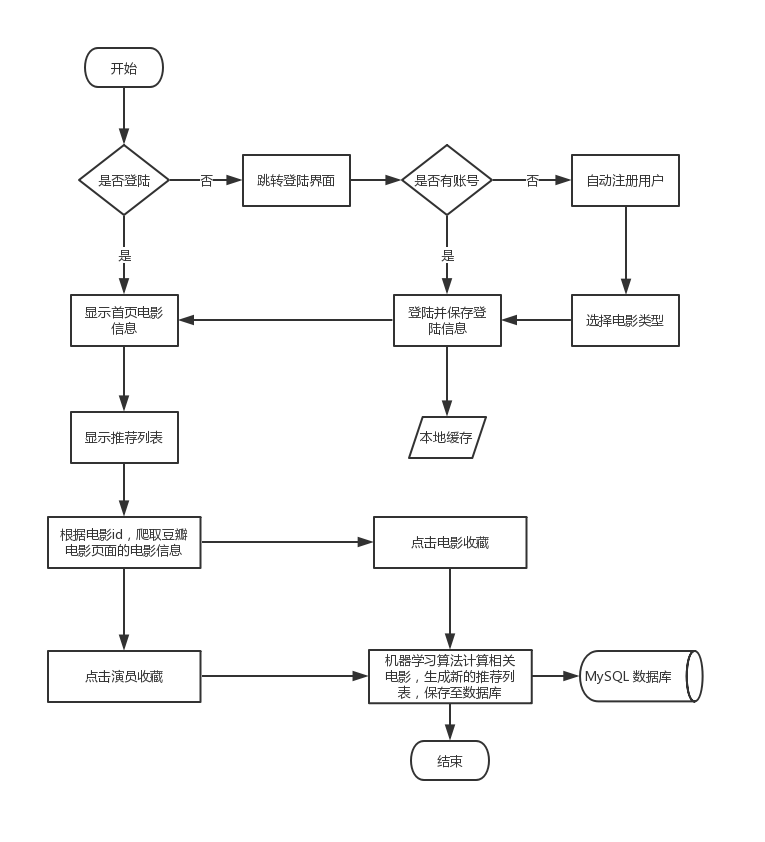 开始
是否登陆
否
跳转登陆界面
是否有账号
否
自动注册用户
是
是
显示首页电影
信息
登陆并保存登
陆信息
选择电影类型
显示推荐列表
本地缓存
根据电影id，爬取豆瓣
电影页面的电影信息
点击电影收藏
点击演员收藏
机器学习算法计算相关
电影，生成新的推荐列
表，保存至数据库
MySQL 数据库
结束